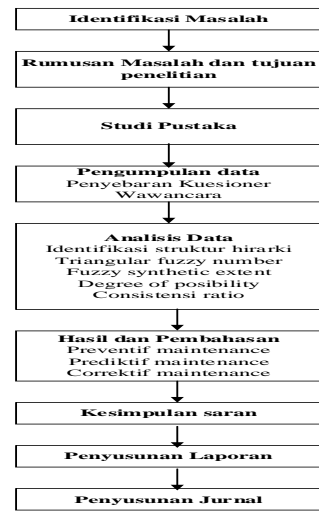 Identifikasi Masalah
Rumusan Masalah dan tujuan
penelitian
Studi Pustaka
Pengumpulan data
Penyebaran Kuesioner
Wawancara
Analisis Data
Identifikasi struktur hirarki
Triangular fuzzy number
Fuzzy synthetic extent
Degree of posibility
Consistensi ratio
Hasil dan Pembahasan
Preventif maintenance
Prediktif maintenance
Correktif maintenance
Kesimpulan saran
Penyusunan Laporan
Penyusunan Jurnal